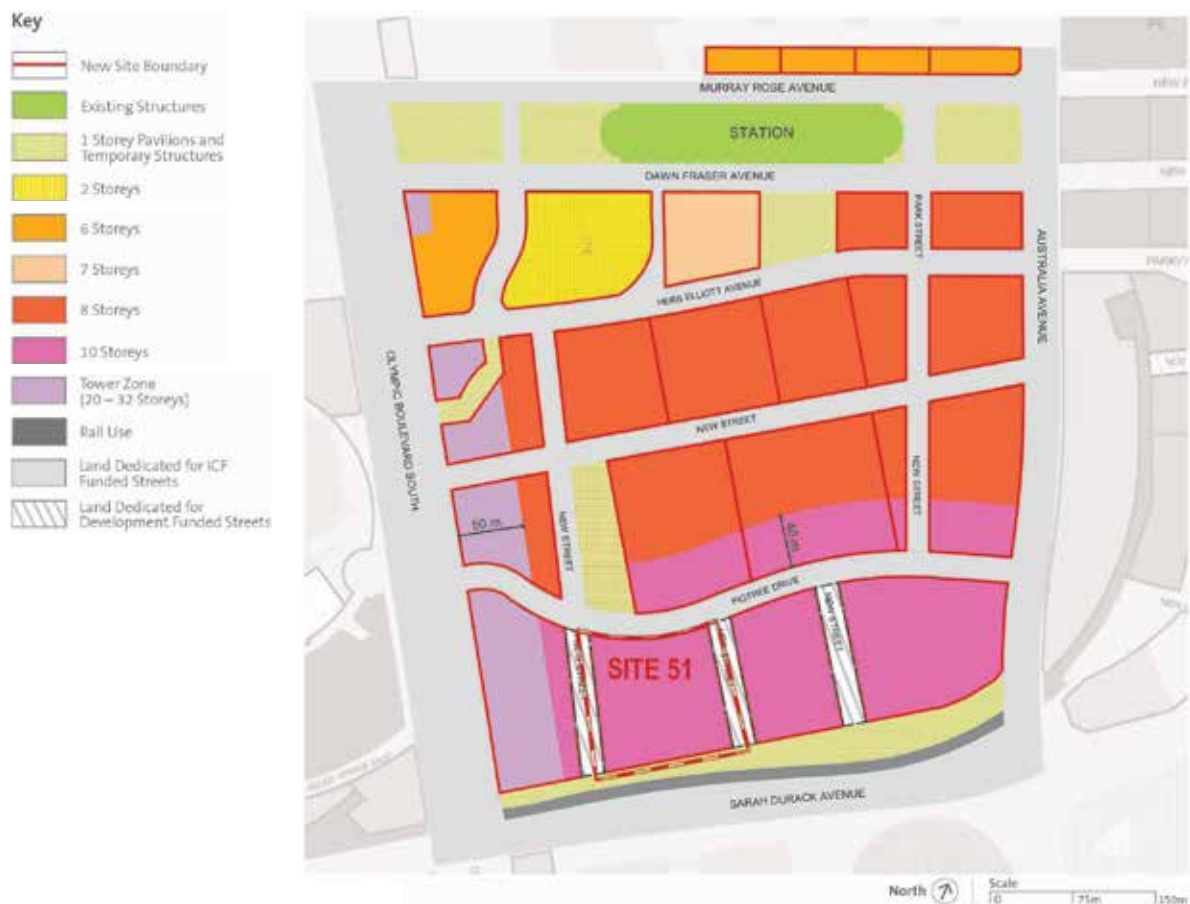 Key
New Site Boundary
Existing Structures
1 Storey Pavilions and
Temporary Structures
2 Storeys
6 Storeys
7 Storeys
8 Storeys
10 Storeys
Tower Zone
(20 – 32 Storeys)
Rail Use
Land Dedicated for ICF
Funded Streets
Land Dedicated for
Development Funded Streets
MURRAY ROSE AVENUE
STATION
DAWN FRASER AVENUE
PARK STREET
AUSTRALIA AVENUE
HERB ELLIOTT AVENUE
OLYMPIC BOULEVARD SOUTH
NEW STREET
NEW STREET
NEW STREET
60 m
40 m
FIGTREE DRIVE
NEW STREET
SITE 51
SARAH DURACK AVENUE
North
Scale
0
75m
150m